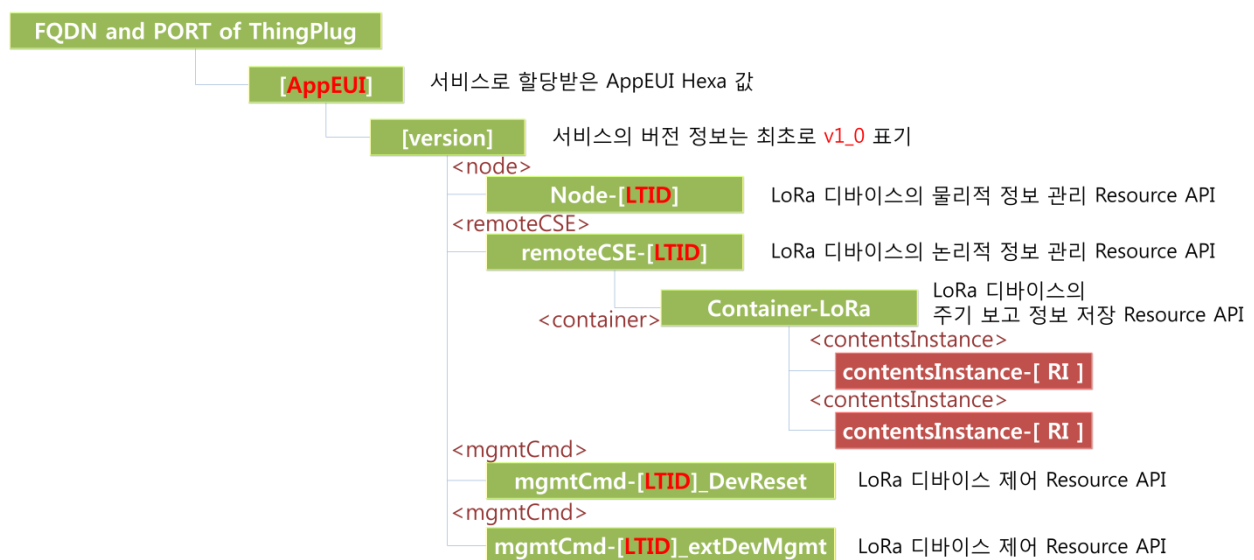 FQDN and PORT of ThingPlug
[AppEUI] 서비스로 할당받은 AppEUI Hexa 값
[version] 서비스의 버전 정보는 최초로 v1_0 표기
<node>
Node-[LTID] LoRa 디바이스의 물리적 정보 관리 Resource API
<remoteCSE>
remoteCSE-[LTID] LoRa 디바이스의 논리적 정보 관리 Resource API
<container> Container-LoRa LoRa 디바이스의
주기 보고 정보 저장 Resource API
<contentsInstance>
contentsInstance-[ RI ]
<contentsInstance>
contentsInstance-[ RI ]
<mgmtCmd>
mgmtCmd-[LTID]_DevReset LoRa 디바이스 제어 Resource API
<mgmtCmd>
mgmtCmd-[LTID]_extDevMgmt LoRa 디바이스 제어 Resource API